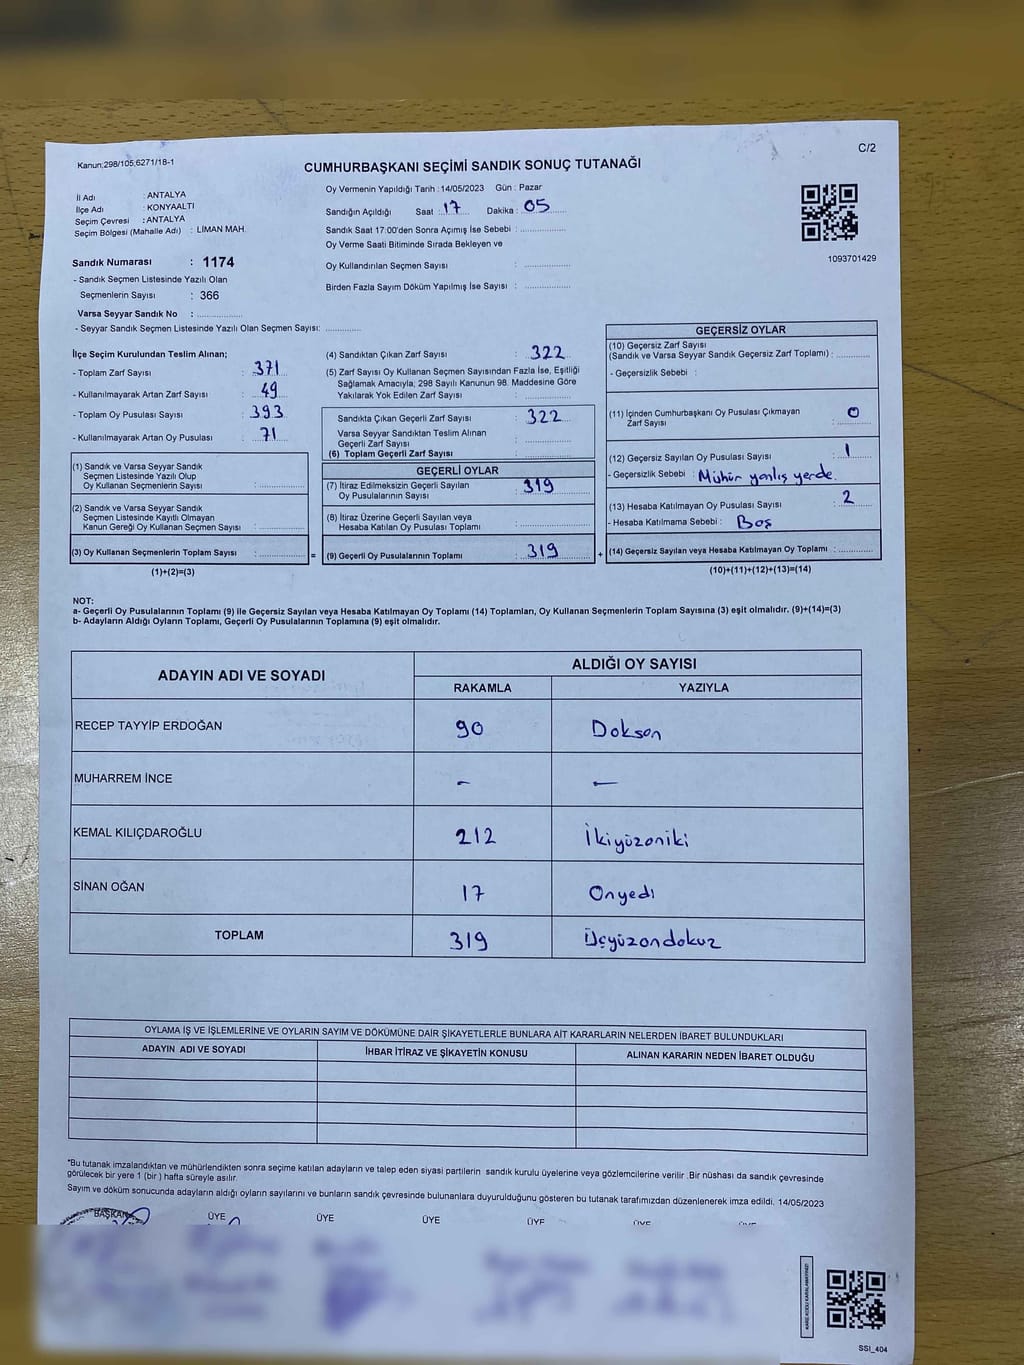 Kanun;298/105;6271/18-1
C/2
CUMHURBAŞKANI SEÇİMİ SANDIK SONUÇ TUTANAĞI
İl Adı : ANTALYA
İlçe Adı : KONYAALTI
Seçim Çevresi : ANTALYA
Seçim Bölgesi (Mahalle Adı) : LİMAN MAH.
Oy Vermenin Yapıldığı Tarih : 14/05/2023 Gün : Pazar
Sandığın Açıldığı Saat : 17 Dakika : 05
Sandık Saat 17:00'den Sonra Açımış İse Sebebi :
Oy Verme Saati Bitiminde Sırada Bekleyen ve
Oy Kullandırılan Seçmen Sayısı :
Birden Fazla Sayım Döküm Yapılmış İse Sayısı :
1093701429
Sandık Numarası : 1174
- Sandık Seçmen Listesinde Yazılı Olan
Seçmenlerin Sayısı : 366
Varsa Seyyar Sandık No :
- Seyyar Sandık Seçmen Listesinde Yazılı Olan Seçmen Sayısı:
İlçe Seçim Kurulundan Teslim Alınan;
- Toplam Zarf Sayısı : 371
- Kullanılmayarak Artan Zarf Sayısı : 49
- Toplam Oy Pusulası Sayısı : 393
- Kullanılmayarak Artan Oy Pusulası : 71
(1) Sandık ve Varsa Seyyar Sandık
Seçmen Listesinde Yazılı Olup
Oy Kullanan Seçmenlerin Sayısı :
(2) Sandık ve Varsa Seyyar Sandık
Seçmen Listesinde Kayıtlı Olmayan
Kanun Gereği Oy Kullanan Seçmen Sayısı :
(3) Oy Kullanan Seçmenlerin Toplam Sayısı : =
(1)+(2)=(3)
(4) Sandıktan Çıkan Zarf Sayısı : 322
(5) Zarf Sayısı Oy Kullanan Seçmen Sayısından Fazla İse, Eşitliği
Sağlamak Amacıyla, 298 Sayılı Kanunun 98. Maddesine Göre
Yakılarak Yok Edilen Zarf Sayısı :
Sandıkta Çıkan Geçerli Zarf Sayısı : 322
Varsa Seyyar Sandıktan Teslim Alınan
Geçerli Zarf Sayısı :
(6) Toplam Geçerli Zarf Sayısı :
GEÇERLİ OYLAR
(7) İtiraz Edilmeksizin Geçerli Sayılan
Oy Pusulalarının Sayısı : 319
(8) İtiraz Üzerine Geçerli Sayılan veya
Hesaba Katılan Oy Pusulası Toplamı :
(9) Geçerli Oy Pusulalarının Toplamı : 319 +
GEÇERSİZ OYLAR
(10) Geçersiz Zarf Sayısı
(Sandık ve Varsa Seyyar Sandık Geçersiz Zarf Toplamı) :
- Geçersizlik Sebebi :
(11) İçinden Cumhurbaşkanı Oy Pusulası Çıkmayan
Zarf Sayısı : 0
(12) Geçersiz Sayılan Oy Pusulası Sayısı : 1
- Geçersizlik Sebebi : Mühür yanlış yerde.
(13) Hesaba Katılmayan Oy Pusulası Sayısı : 2
- Hesaba Katılmama Sebebi : Boş
(14) Geçersiz Sayılan veya Hesaba Katılmayan Oy Toplamı :
(10)+(11)+(12)+(13)=(14)
NOT:
a- Geçerli Oy Pusulalarının Toplamı (9) ile Geçersiz Sayılan veya Hesaba Katılmayan Oy Toplamı (14) Toplamları, Oy Kullanan Seçmenlerin Toplam Sayısına (3) eşit olmalıdır. (9)+(14)=(3)
b- Adayların Aldığı Oyların Toplamı, Geçerli Oy Pusulalarının Toplamına (9) eşit olmalıdır.
ADAYIN ADI VE SOYADI
ALDIĞI OY SAYISI
RAKAMLA YAZIYLA
RECEP TAYYİP ERDOĞAN 90 Doksan
MUHARREM İNCE - -
KEMAL KILIÇDAROĞLU 212 İkiyüzoniki
SİNAN OĞAN 17 Onyedi
TOPLAM 319 Üçyüzondokuz
OYLAMA İŞ VE İŞLEMLERİNE VE OYLARIN SAYIM VE DÖKÜMÜNE DAİR ŞİKAYETLERLE BUNLARA AİT KARARLARIN NELERDEN İBARET BULUNDUKLARI
ADAYIN ADI VE SOYADI İHBAR İTİRAZ VE ŞİKAYETİN KONUSU ALINAN KARARIN NEDEN İBARET OLDUĞU
*Bu tutanak imzalandıktan ve mühürlendikten sonra seçime katılan adayların ve talep eden siyasi partilerin sandık kurulu üyelerine veya gözlemcilerine verilir .Bir nüshası da sandık çevresinde
görülecek bir yere 1 (bir ) hafta süreyle asılır.
Sayım ve döküm sonucunda adayların aldığı oyların sayılarını ve bunların sandık çevresinde bulunanlara duyurulduğunu gösteren bu tutanak tarafımızdan düzenlenerek imza edildi. 14/05/2023
BAŞKAN ÜYE ÜYE ÜYE ÜYE ÜYE ÜYE
SSI_404